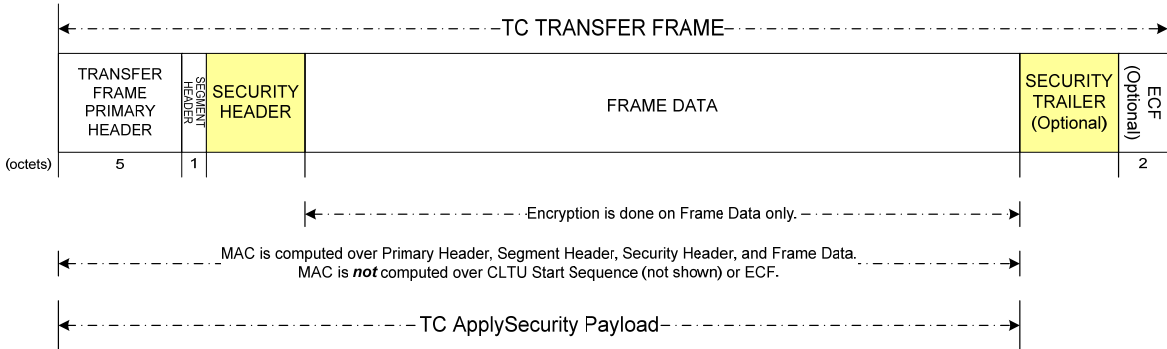 TC TRANSFER FRAME
TRANSFER
FRAME
PRIMARY
HEADER
SEGMENT
HEADER
SECURITY
HEADER
FRAME DATA
SECURITY
TRAILER
(Optional)
ECF
(Optional)
(octets)
5
1
2
Encryption is done on Frame Data only.
MAC is computed over Primary Header, Segment Header, Security Header, and Frame Data.
MAC is not computed over CLTU Start Sequence (not shown) or ECF.
TC ApplySecurity Payload